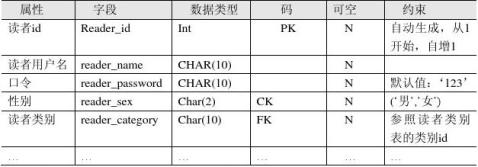 属性 字段 数据类型 码 可空 约束
读者id Reader_id Int PK N 自动生成，从1
开始，自增1
读者用户名 reader_name CHAR(10) N
口令 reader_password CHAR(10) N 默认值：‘123’
性别 reader_sex Char(2) CK N (‘男’,‘女’)
读者类别 reader_category Char(10) FK N 参照读者类别
表的类别id
… … … … …